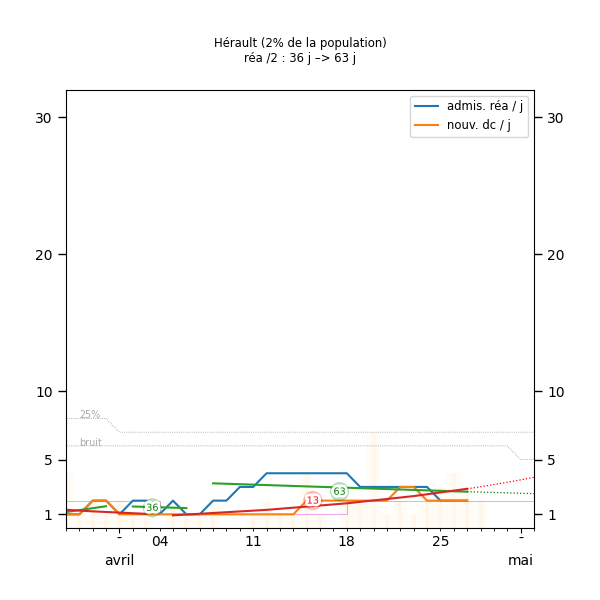 Hérault (2% de la population)
réa /2 : 36 j –> 63 j
admis. réa / j
nouv. dc / j
30 30
20 20
10 10
25%
bruit
5 5
63
13
36
1 1
- 04 11 18 25 -
avril mai